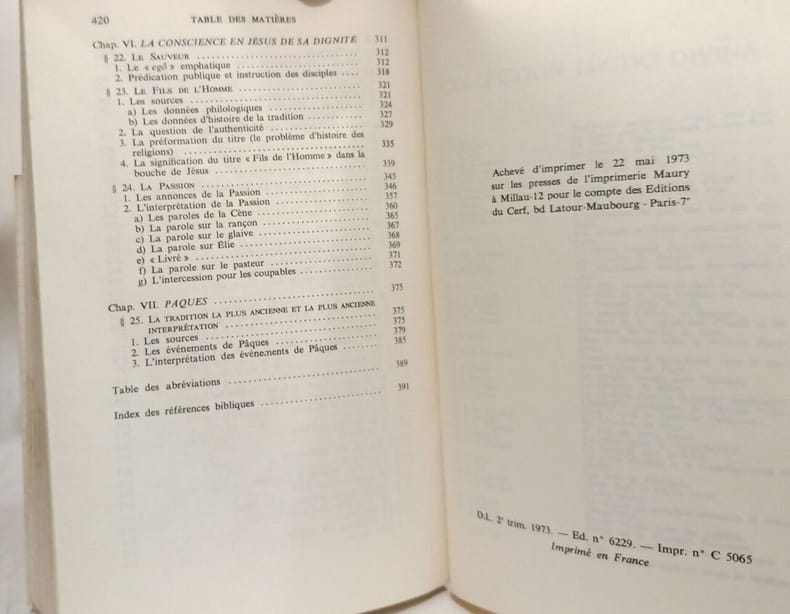 420 TABLE DES MATIÈRES
Chap. VI. LA CONSCIENCE EN JESUS DE SA DIGNITÉ 311
§ 22. LE SAUVEUR .................... 312
1. Le « egô » emphatique .................... 312
2. Prédication publique et instruction des disciples .... 318
§ 23. LE FILS DE L'HOMME .................... 321
1. Les sources .................... 321
a) Les données philologiques .................... 324
b) Les données d'histoire de la tradition .................... 327
2. La question de l'authenticité .................... 329
3. La préformation du titre (le problème d'histoire des
religions) .................... 335
4. La signification du titre « Fils de l'Homme » dans la
bouche de Jésus .................... 339
§ 24. LA PASSION .................... 345
1. Les annonces de la Passion .................... 346
2. L'interprétation de la Passion .................... 357
a) Les paroles de la Cène .................... 360
b) La parole sur la rançon .................... 365
c) La parole sur le glaive .................... 367
d) La parole sur Élie .................... 368
e) « Livré » .................... 369
f) La parole sur le pasteur .................... 371
g) L'intercession pour les coupables .................... 372
Chap. VII. PAQUES .................... 375
§ 25. LA TRADITION LA PLUS ANCIENNE ET LA PLUS ANCIENNE
INTERPRÉTATION .................... 375
1. Les sources .................... 375
2. Les événements de Pâques .................... 379
3. L'interprétation des événements de Pâques ........ 385
Table des abréviations .................... 389
Index des références bibliques .................... 391
Achevé d'imprimer le 22 mai 1973
sur les presses de l'imprimerie Maury
à Millau-12 pour le compte des Editions
du Cerf, bd Latour-Maubourg - Paris-7e
D.L. 2e trim. 1973. — Ed. n° 6229. — Impr. n° C 5065
Imprimé en France